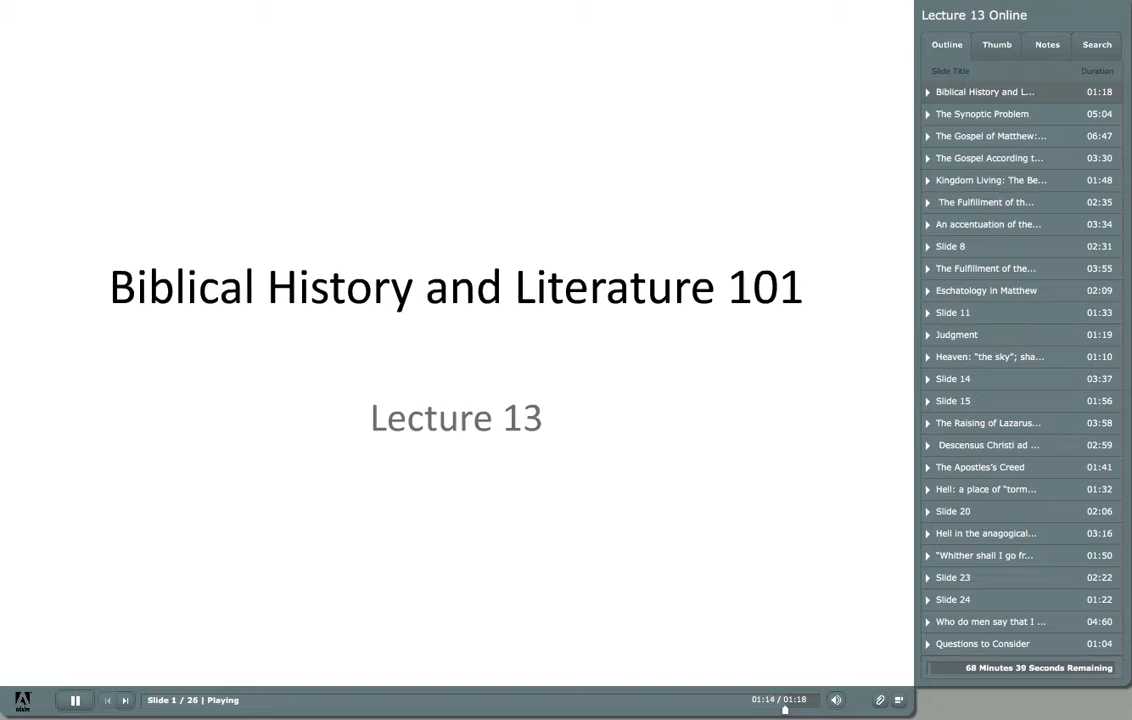 Biblical History and Literature 101
Lecture 13
Lecture 13 Online
Outline Thumb Notes Search
Slide Title Duration
Biblical History and L... 01:18
The Synoptic Problem 05:04
The Gospel of Matthew:... 06:47
The Gospel According t... 03:30
Kingdom Living: The Be... 01:48
The Fulfillment of th... 02:35
An accentuation of the... 03:34
Slide 8 02:31
The Fulfillment of the... 03:55
Eschatology in Matthew 02:09
Slide 11 01:33
Judgment 01:19
Heaven: “the sky”; sha... 01:10
Slide 14 03:37
Slide 15 01:56
The Raising of Lazarus... 03:58
Descensus Christi ad ... 02:59
The Apostles’s Creed 01:41
Hell: a place of “torm... 01:32
Slide 20 02:06
Hell in the anagogical... 03:16
“Whither shall I go fr... 01:50
Slide 23 02:22
Slide 24 01:22
Who do men say that I ... 04:60
Questions to Consider 01:04
68 Minutes 39 Seconds Remaining
Adobe
Slide 1 / 26 | Playing 01:14 / 01:18